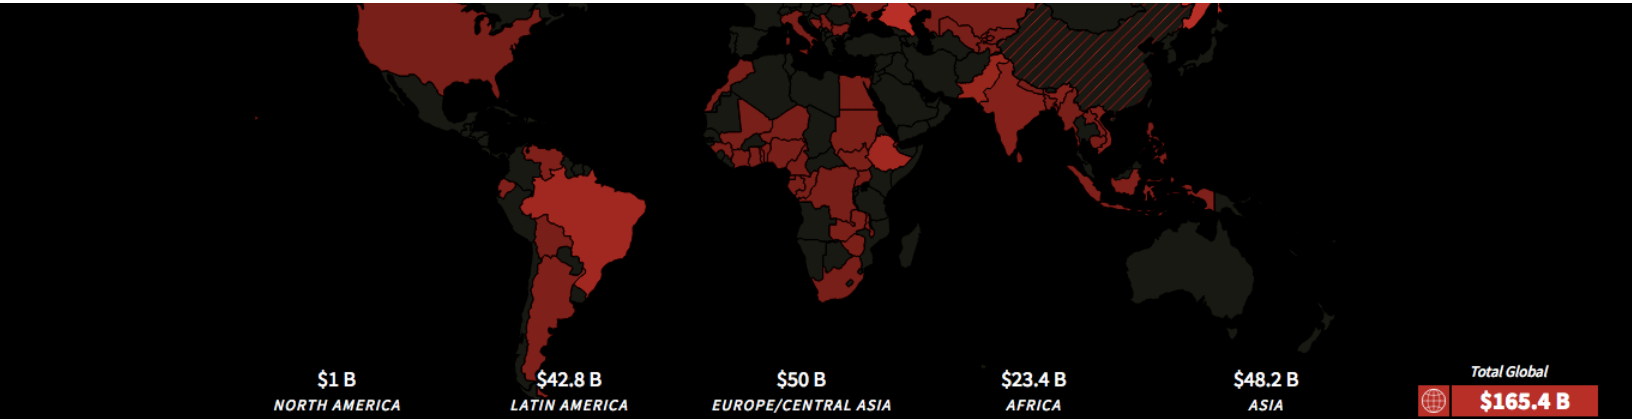 $1 B
NORTH AMERICA
$42.8 B
LATIN AMERICA
$50 B
EUROPE/CENTRAL ASIA
$23.4 B
AFRICA
$48.2 B
ASIA
Total Global
$165.4 B